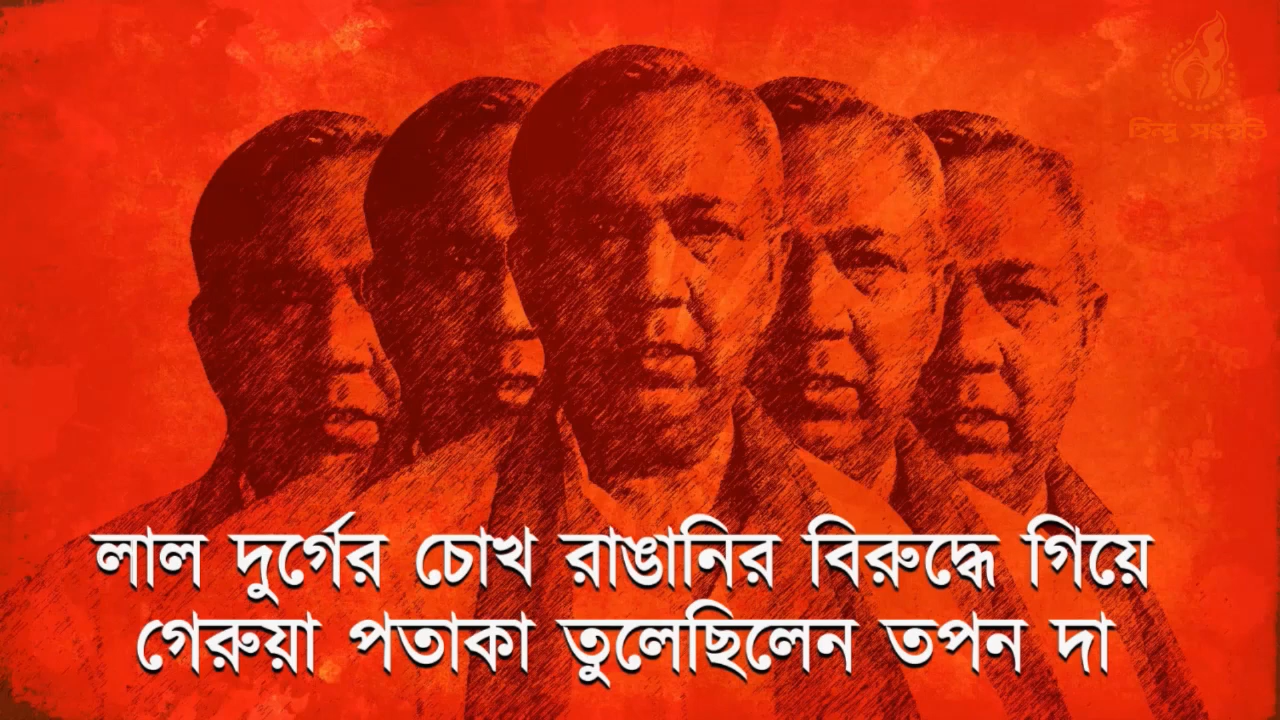 হিন্দু সংহতি
লাল দুর্গের চোখ রাঙানির বিরুদ্ধে গিয়ে
গেরুয়া পতাকা তুলেছিলেন তপন দা